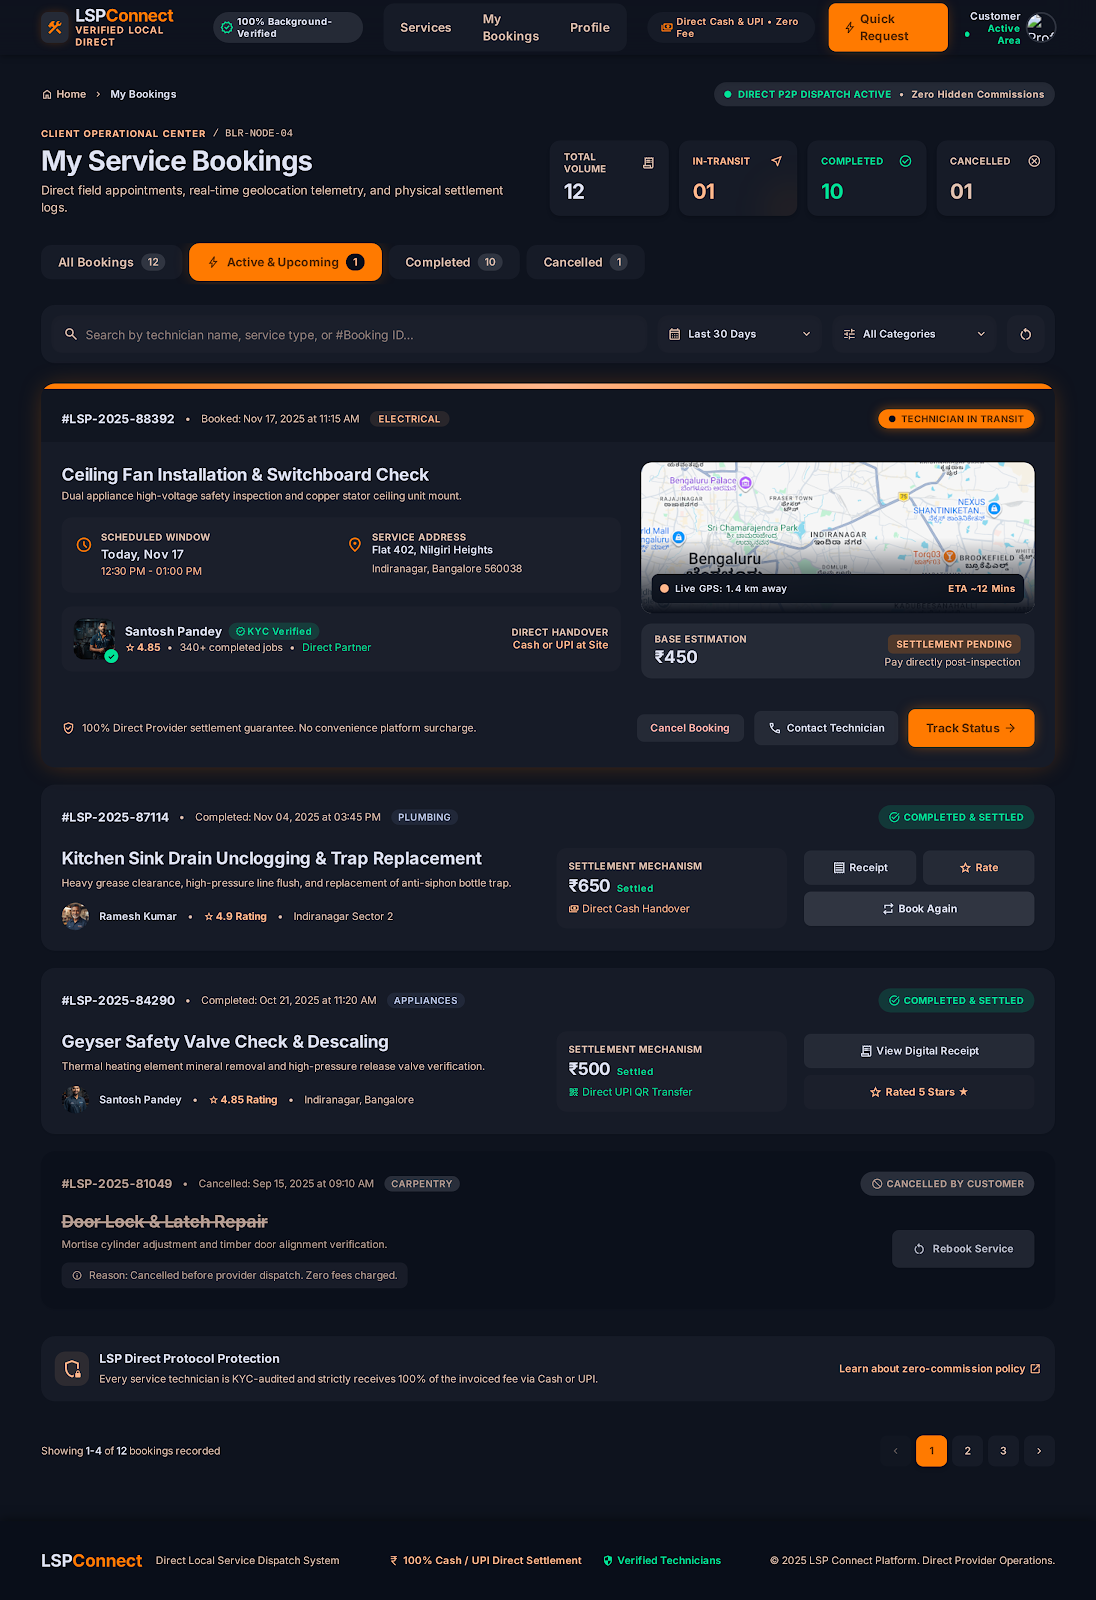 LSPConnect
VERIFIED LOCAL
DIRECT
100% Background-
Verified
Services
My
Bookings
Profile
Direct Cash & UPI • Zero
Fee
Quick
Request
Customer
Active
Area
Home
My Bookings
DIRECT P2P DISPATCH ACTIVE • Zero Hidden Commissions
CLIENT OPERATIONAL CENTER / BLR-NODE-04
My Service Bookings
Direct field appointments, real-time geolocation telemetry, and physical settlement
logs.
TOTAL
VOLUME
12
IN-TRANSIT
01
COMPLETED
10
CANCELLED
01
All Bookings 12
Active & Upcoming 1
Completed 10
Cancelled 1
Search by technician name, service type, or #Booking ID...
Last 30 Days
All Categories
#LSP-2025-88392 • Booked: Nov 17, 2025 at 11:15 AM ELECTRICAL
TECHNICIAN IN TRANSIT
Ceiling Fan Installation & Switchboard Check
Dual appliance high-voltage safety inspection and copper stator ceiling unit mount.
SCHEDULED WINDOW
Today, Nov 17
12:30 PM - 01:00 PM
SERVICE ADDRESS
Flat 402, Nilgiri Heights
Indiranagar, Bangalore 560038
Santosh Pandey KYC Verified
☆ 4.85 • 340+ completed jobs • Direct Partner
DIRECT HANDOVER
Cash or UPI at Site
Bengaluru Palace
ಬೆಂಗಳೂರು ಅರಮನೆ
RAJAJINAGAR
FRASER TOWN
75
NEXUS
SHANTINIKETAN...
rld Mall
Sri Chamarajendra Park
INDIRANAGAR
ಇಂದಿರಾ ನಗರ
Bengaluru
Torq03
BROOKEFIELD
DOMLUR
Live GPS: 1.4 km away
ETA ~12 Mins
BASE ESTIMATION
₹450
SETTLEMENT PENDING
Pay directly post-inspection
100% Direct Provider settlement guarantee. No convenience platform surcharge.
Cancel Booking
Contact Technician
Track Status →
#LSP-2025-87114 • Completed: Nov 04, 2025 at 03:45 PM PLUMBING
COMPLETED & SETTLED
Kitchen Sink Drain Unclogging & Trap Replacement
Heavy grease clearance, high-pressure line flush, and replacement of anti-siphon bottle trap.
Ramesh Kumar • ☆ 4.9 Rating • Indiranagar Sector 2
SETTLEMENT MECHANISM
₹650 Settled
Direct Cash Handover
Receipt
☆ Rate
Book Again
#LSP-2025-84290 • Completed: Oct 21, 2025 at 11:20 AM APPLIANCES
COMPLETED & SETTLED
Geyser Safety Valve Check & Descaling
Thermal heating element mineral removal and high-pressure release valve verification.
Santosh Pandey • ☆ 4.85 Rating • Indiranagar, Bangalore
SETTLEMENT MECHANISM
₹500 Settled
Direct UPI QR Transfer
View Digital Receipt
☆ Rated 5 Stars ★
#LSP-2025-81049 • Cancelled: Sep 15, 2025 at 09:10 AM CARPENTRY
CANCELLED BY CUSTOMER
Door Lock & Latch Repair
Mortise cylinder adjustment and timber door alignment verification.
Reason: Cancelled before provider dispatch. Zero fees charged.
Rebook Service
LSP Direct Protocol Protection
Every service technician is KYC-audited and strictly receives 100% of the invoiced fee via Cash or UPI.
Learn about zero-commission policy
Showing 1-4 of 12 bookings recorded
1
2
3
LSPConnect
Direct Local Service Dispatch System
₹ 100% Cash / UPI Direct Settlement
Verified Technicians
© 2025 LSP Connect Platform. Direct Provider Operations.